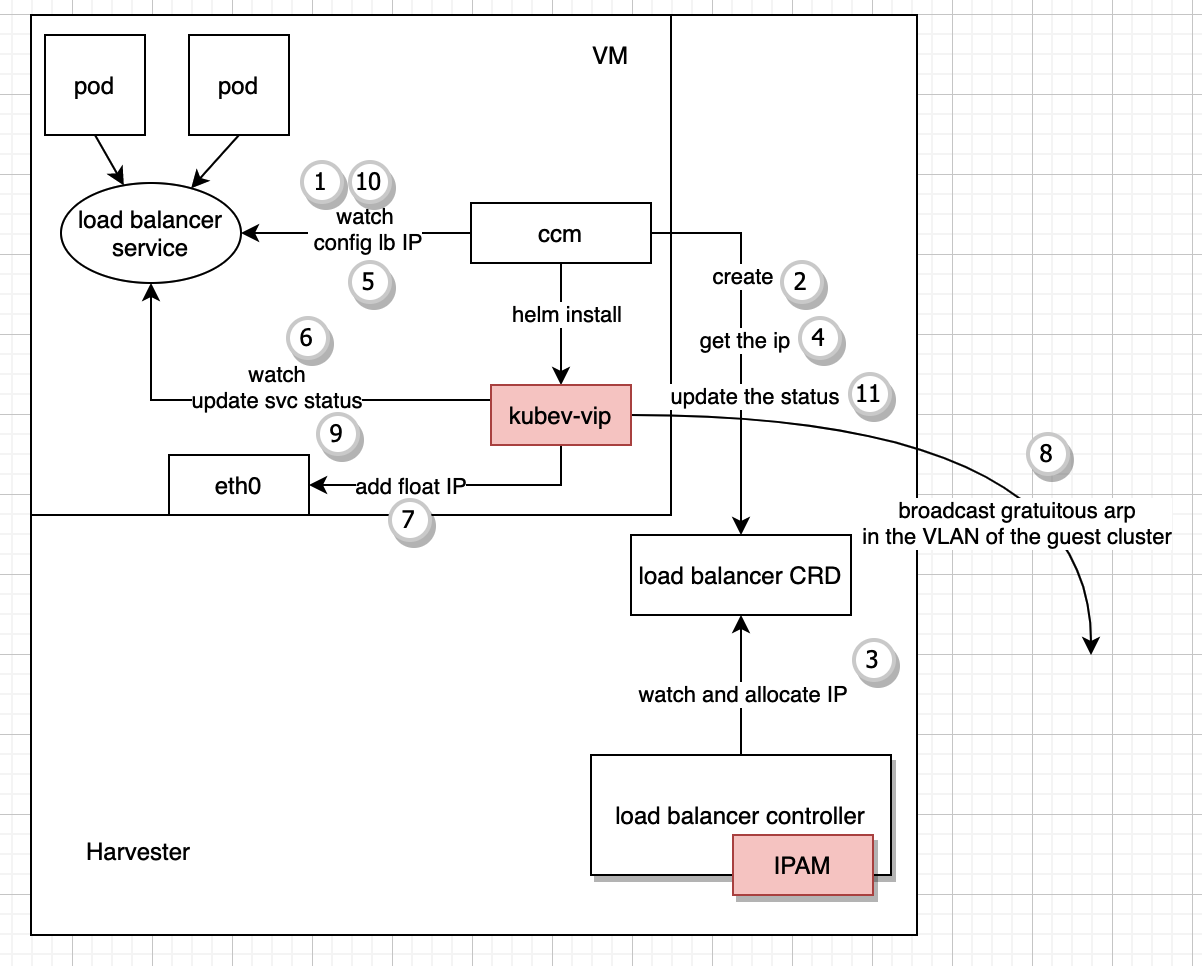 VM
pod
pod
1
10
watch
config lb IP
5
load balancer
service
ccm
create
2
helm install
get the ip
4
6
watch
update svc status
9
update the status
11
kubev-vip
8
eth0
add float IP
7
broadcast gratuitous arp
in the VLAN of the guest cluster
load balancer CRD
3
watch and allocate IP
load balancer controller
IPAM
Harvester